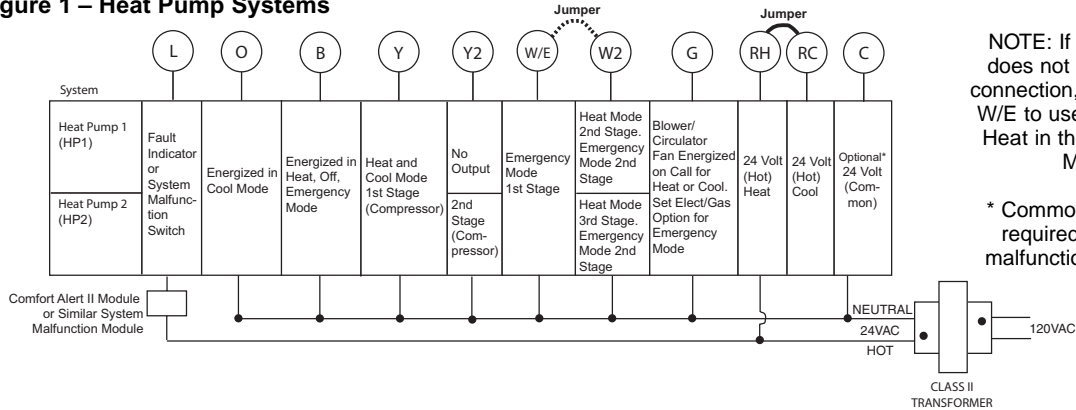 gure 1 – Heat Pump Systems
Jumper
Jumper
L
O
B
Y
Y2
W/E
W2
G
RH
RC
C
System
Heat Pump 1
(HP1)
Heat Pump 2
(HP2)
Fault
Indicator
or
System
Malfunc-
tion
Switch
Energized in
Cool Mode
Energized in
Heat, Off,
Emergency
Mode
Heat and
Cool Mode
1st Stage
(Compressor)
No
Output
2nd
Stage
(Com-
pressor)
Emergency
Mode
1st Stage
Heat Mode
2nd Stage.
Emergency
Mode 2nd
Stage
Heat Mode
3rd Stage.
Emergency
Mode 2nd
Stage
Blower/
Circulator
Fan Energized
on Call for
Heat or Cool.
Set Elect/Gas
Option for
Emergency
Mode
24 Volt
(Hot)
Heat
24 Volt
(Hot)
Cool
Optional*
24 Volt
(Com-
mon)
NOTE: If
does not
connection,
W/E to use
Heat in th
M
* Commo
required
malfunctio
Comfort Alert II Module
or Similar System
Malfunction Module
NEUTRAL
24VAC
HOT
120VAC
CLASS II
TRANSFORMER